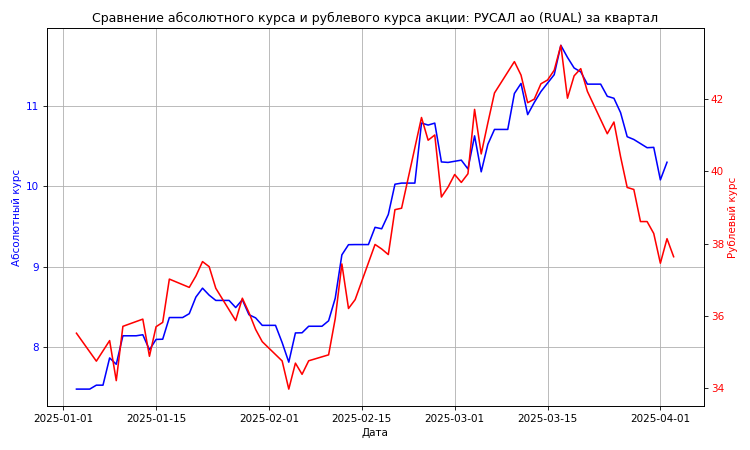 Сравнение абсолютного курса и рублевого курса акции: РУСАЛ ао (RUAL) за квартал
11
10
9
8
Абсолютный курс
42
40
38
36
34
Рублевый курс
2025-01-01 2025-01-15 2025-02-01 2025-02-15 2025-03-01 2025-03-15 2025-04-01
Дата